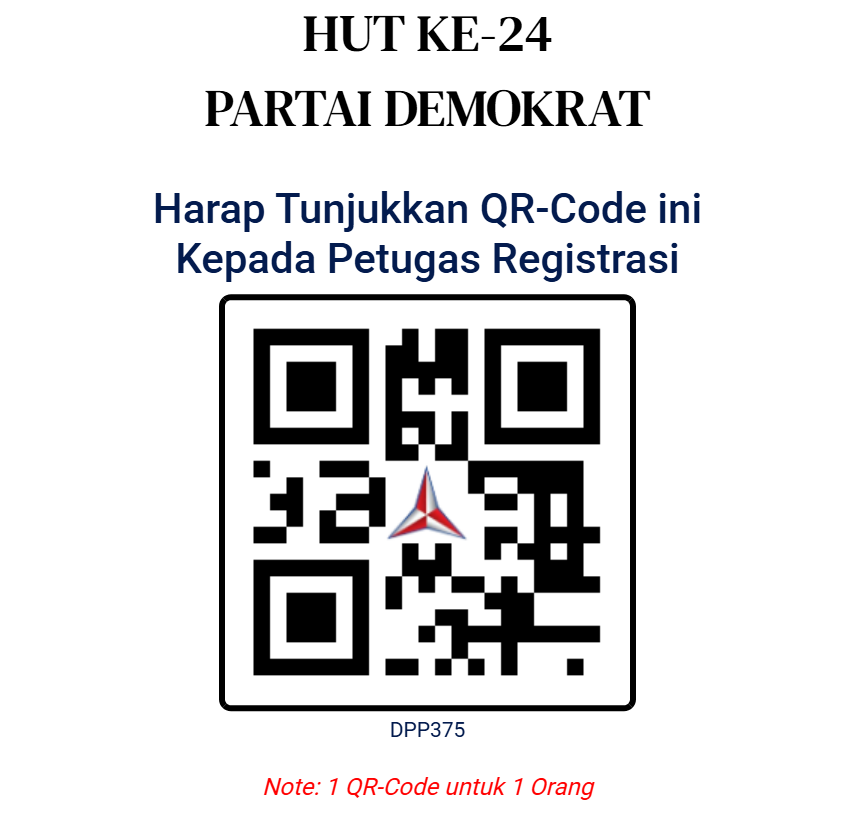 HUT KE-24
PARTAI DEMOKRAT
Harap Tunjukkan QR-Code ini
Kepada Petugas Registrasi
DPP375
Note: 1 QR-Code untuk 1 Orang